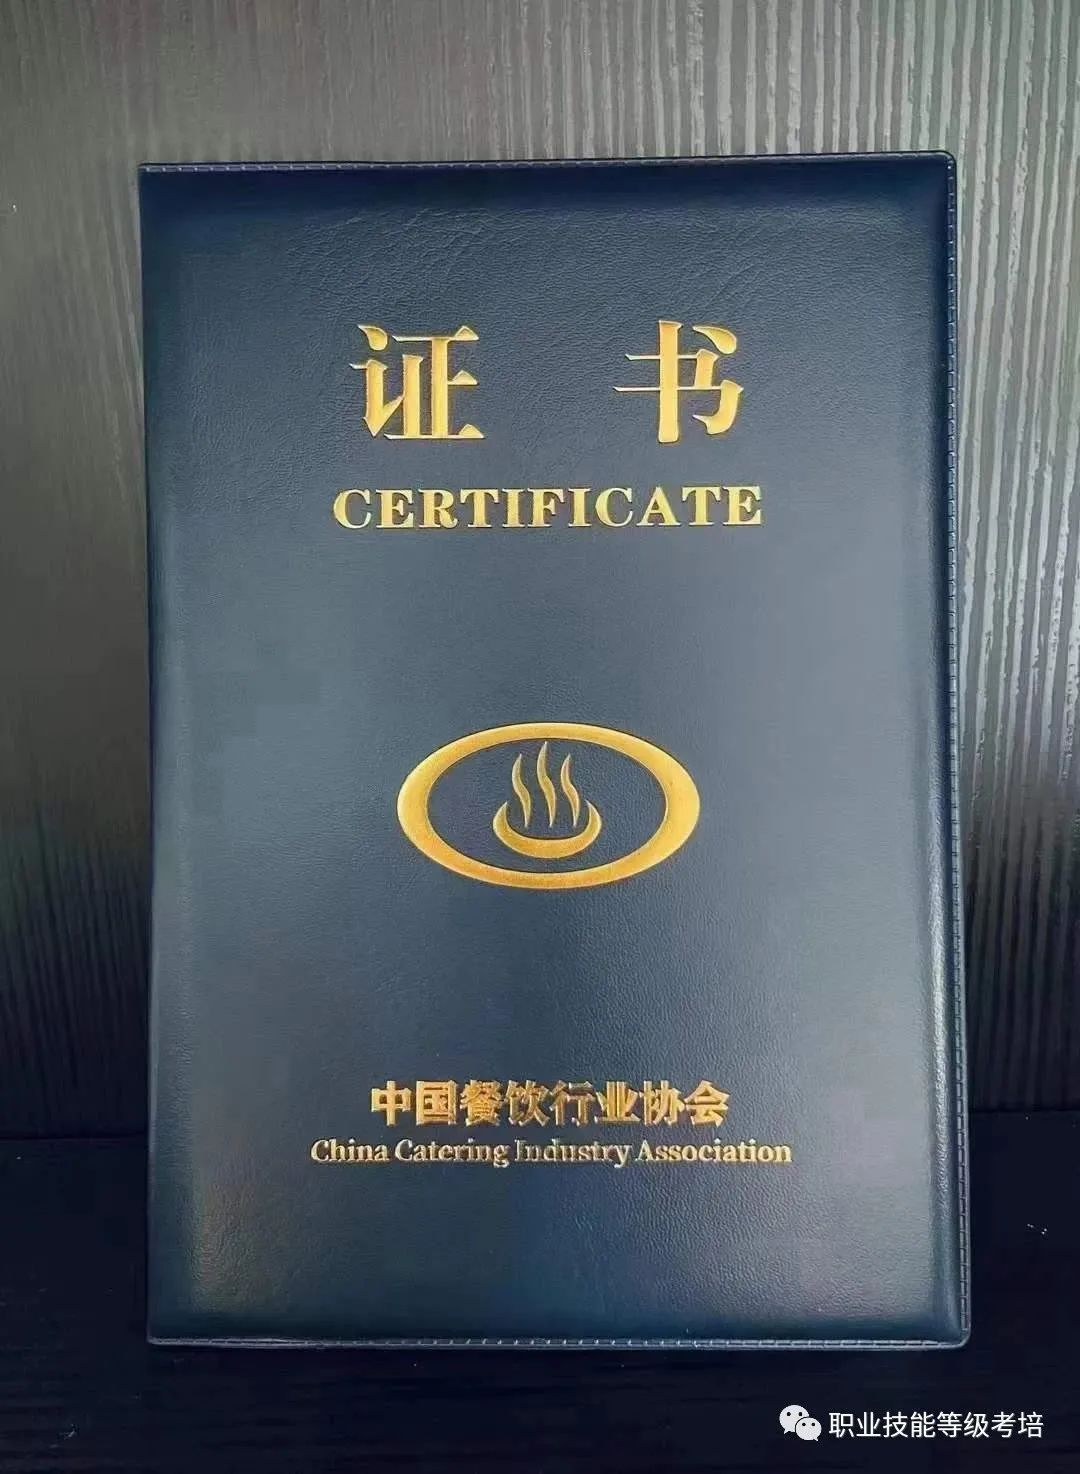 证书
CERTIFICATE
中国餐饮行业协会
China Catering Industry Association
职业技能等级考培